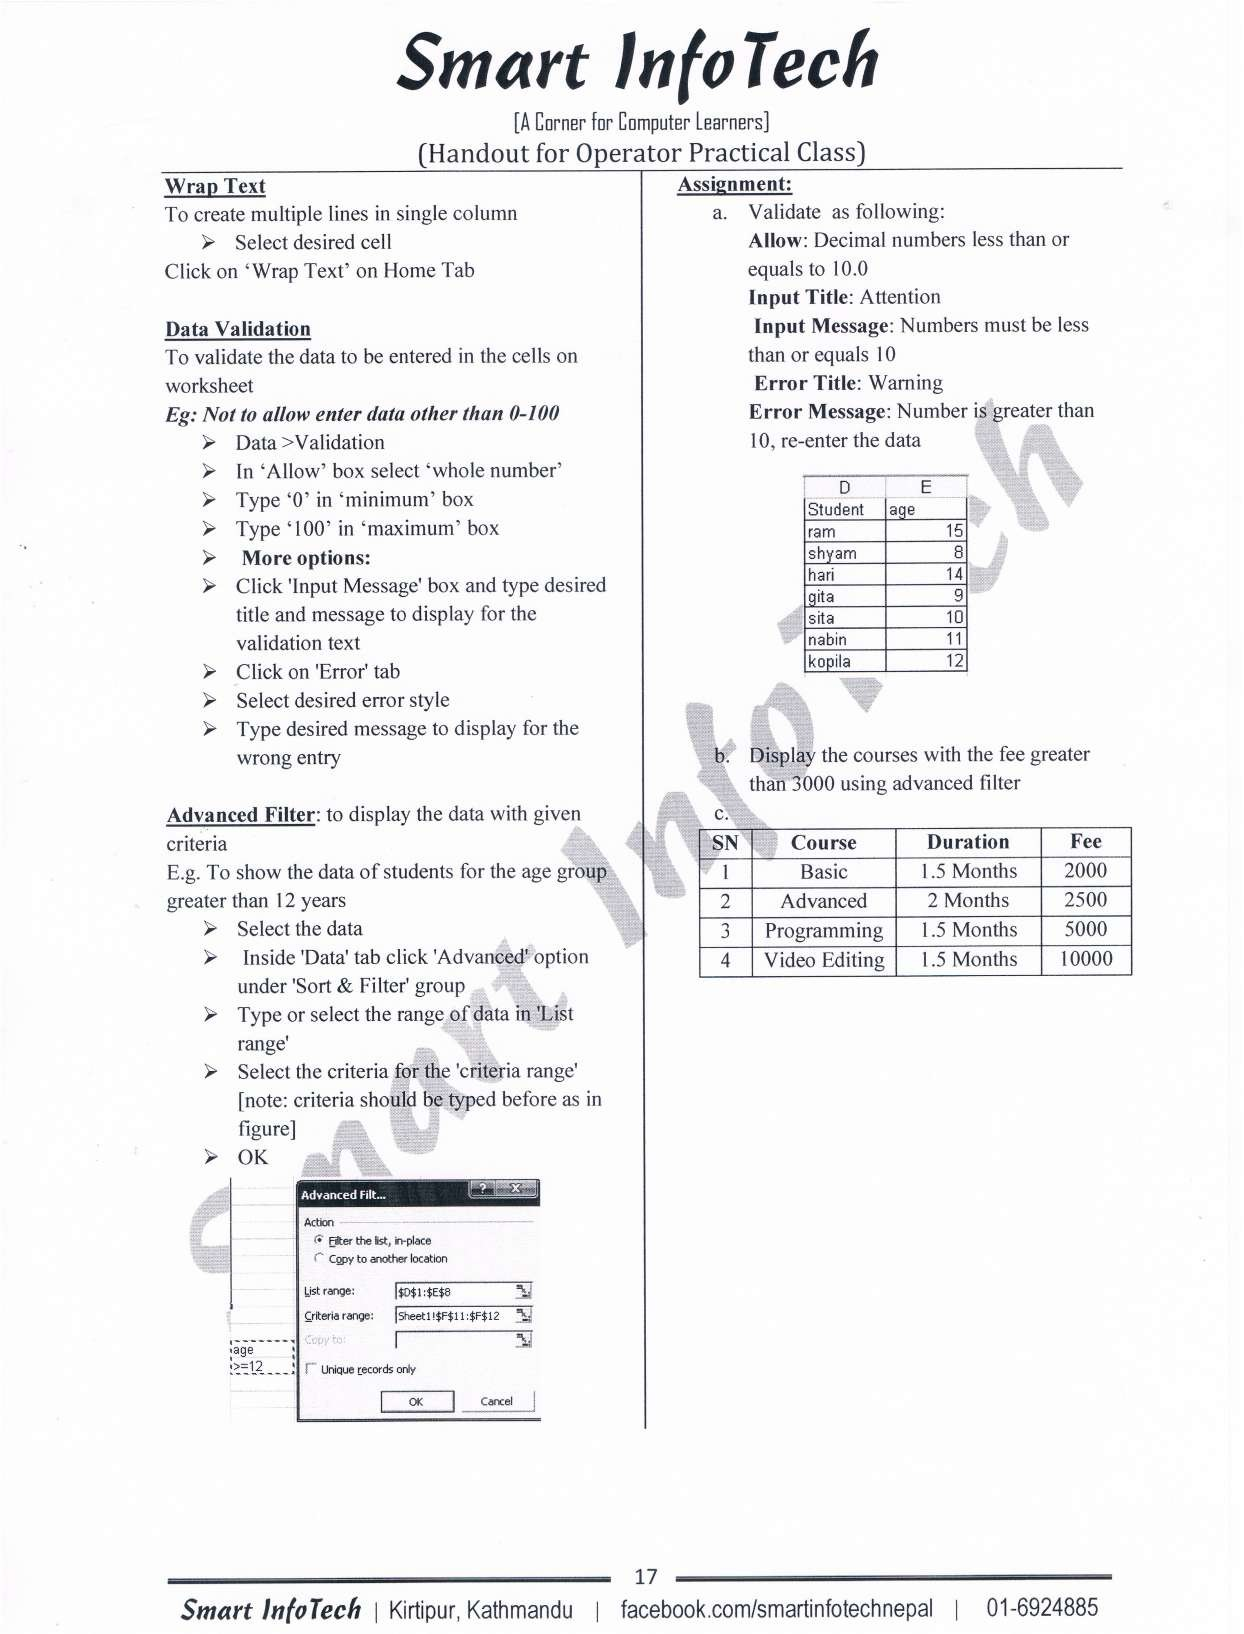 Smart InfoTech
[A Corner for Computer Learners]
(Handout for Operator Practical Class)
Wrap Text
To create multiple lines in single column
➢ Select desired cell
Click on ‘Wrap Text’ on Home Tab
Data Validation
To validate the data to be entered in the cells on
worksheet
Eg: Not to allow enter data other than 0-100
➢ Data >Validation
➢ In ‘Allow’ box select ‘whole number’
➢ Type ‘0’ in ‘minimum’ box
➢ Type ‘100’ in ‘maximum’ box
➢ More options:
➢ Click 'Input Message' box and type desired
title and message to display for the
validation text
➢ Click on 'Error' tab
➢ Select desired error style
➢ Type desired message to display for the
wrong entry
Advanced Filter: to display the data with given
criteria
E.g. To show the data of students for the age group
greater than 12 years
➢ Select the data
➢ Inside 'Data' tab click 'Advanced' option
under 'Sort & Filter' group
➢ Type or select the range of data in 'List
range'
➢ Select the criteria for the 'criteria range'
[note: criteria should be typed before as in
figure]
➢ OK
Advanced Filt...
Action
Filter the list, in-place
Copy to another location
List range: $D$1:$E$8
Criteria range: Sheet1!$F$11:$F$12
Copy to:
age
>=12
Unique records only
OK Cancel
Assignment:
a. Validate as following:
Allow: Decimal numbers less than or
equals to 10.0
Input Title: Attention
Input Message: Numbers must be less
than or equals 10
Error Title: Warning
Error Message: Number is greater than
10, re-enter the data
D E
Student age
ram 15
shyam 8
hari 14
gita 9
sita 10
nabin 11
kopila 12
b. Display the courses with the fee greater
than 3000 using advanced filter
c.
SN Course Duration Fee
1 Basic 1.5 Months 2000
2 Advanced 2 Months 2500
3 Programming 1.5 Months 5000
4 Video Editing 1.5 Months 10000
Smart InfoTech
17
Smart InfoTech | Kirtipur, Kathmandu | facebook.com/smartinfotechnepal | 01-6924885